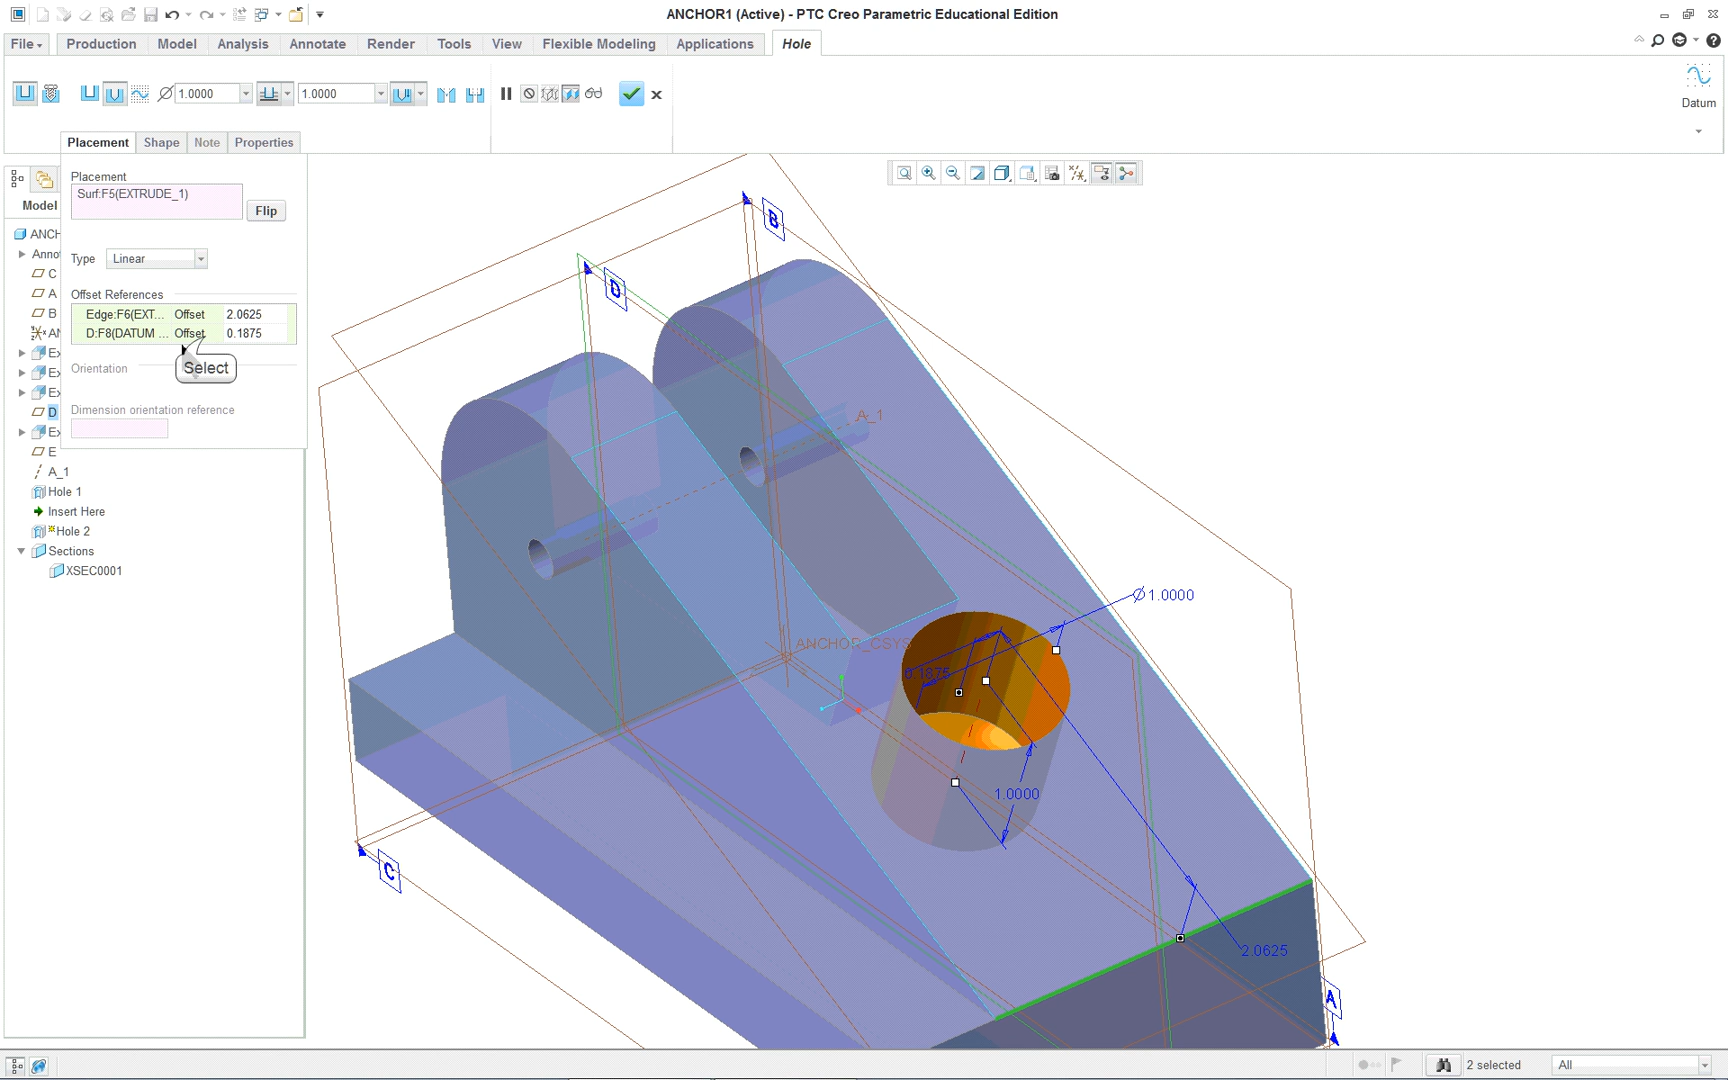 ANCHOR1 (Active) - PTC Creo Parametric Educational Edition
File Production Model Analysis Annotate Render Tools View Flexible Modeling Applications Hole
Ø 1.0000 1.0000
Datum
Placement Shape Note Properties
Placement
Surf:F5(EXTRUDE_1)
Flip
Type Linear
Offset References
Edge:F6(EXT... Offset 2.0625
D:F8(DATUM ... Offset 0.1875
Select
Orientation
Dimension orientation reference
Model
ANCH
Anno
C
A
B
AN
Ex
Ex
Ex
D
Ex
E
A_1
Hole 1
Insert Here
Hole 2
Sections
XSEC0001
B
D
A_1
Ø1.0000
ANCHOR_CSYS
0.1875
1.0000
C
2.0625
A
2 selected All